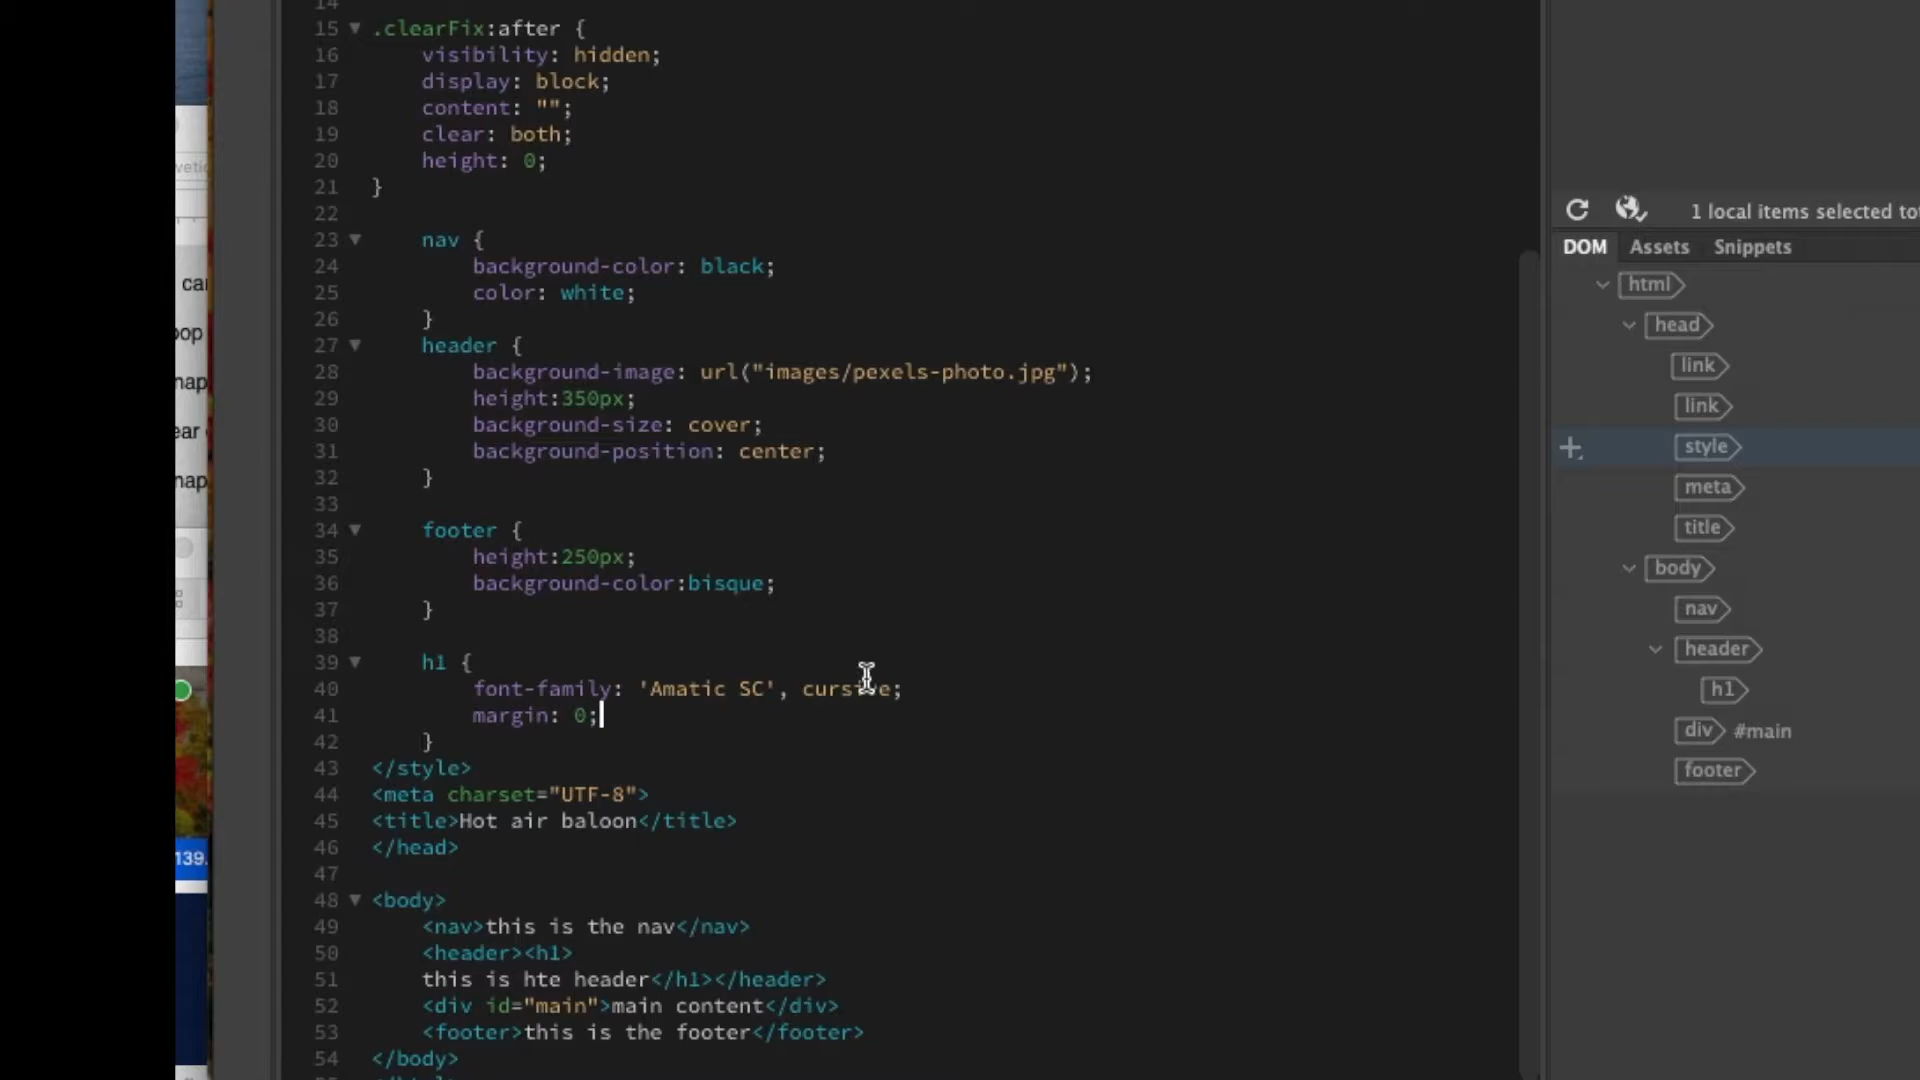 14
15 .clearFix:after {
16 visibility: hidden;
17 display: block;
18 content: "";
19 clear: both;
20 height: 0;
21 }
22
23 nav {
24 background-color: black;
25 color: white;
26 }
27 header {
28 background-image: url("images/pexels-photo.jpg");
29 height:350px;
30 background-size: cover;
31 background-position: center;
32 }
33
34 footer {
35 height:250px;
36 background-color:bisque;
37 }
38
39 h1 {
40 font-family: 'Amatic SC', cursive;
41 margin: 0;
42 }
43 </style>
44 <meta charset="UTF-8">
45 <title>Hot air baloon</title>
46 </head>
47
48 <body>
49 <nav>this is the nav</nav>
50 <header><h1>
51 this is hte header</h1></header>
52 <div id="main">main content</div>
53 <footer>this is the footer</footer>
54 </body>
1 local items selected tot
DOM Assets Snippets
html
head
link
link
style
meta
title
body
nav
header
h1
div #main
footer
139.